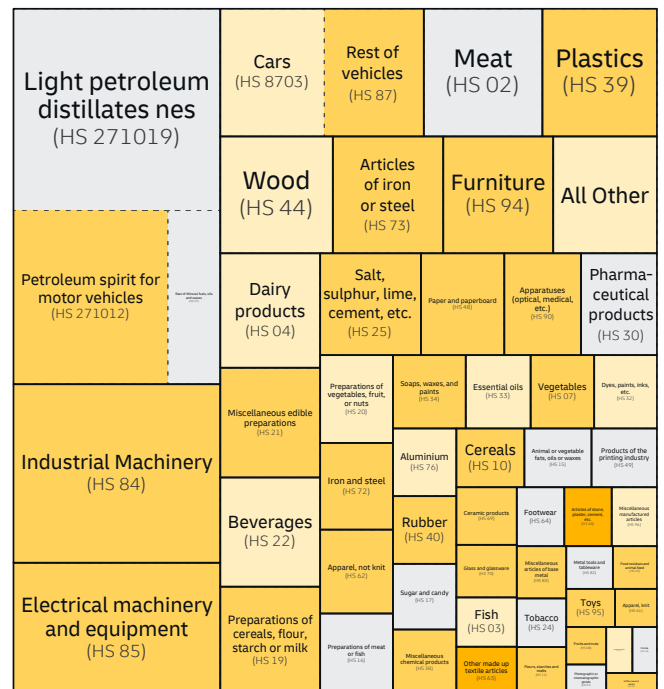 Light petroleum
distillates nes
(HS 271019)
Cars
(HS 8703)
Rest of
vehicles
(HS 87)
Meat
(HS 02)
Plastics
(HS 39)
Wood
(HS 44)
Articles
of iron
or steel
(HS 73)
Furniture
(HS 94)
All Other
Petroleum spirit for
motor vehicles
(HS 271012)
Dairy
products
(HS 04)
Salt,
sulphur, lime,
cement, etc.
(HS 25)
Paper and paperboard
(HS 48)
Apparatuses
(optical, medical,
etc.)
(HS 90)
Pharma-
ceutical
products
(HS 30)
Miscellaneous edible
preparations
(HS 21)
Preparations of
vegetables, fruit,
or nuts
(HS 20)
Soaps, waxes, and
paints
(HS 34)
Essential oils
(HS 33)
Vegetables
(HS 07)
Dyes, paints, inks,
etc.
(HS 32)
Industrial Machinery
(HS 84)
Aluminium
(HS 76)
Cereals
(HS 10)
Animal or vegetable
fats, oils or waxes
(HS 15)
Products of the
printing industry
(HS 49)
Iron and steel
(HS 72)
Beverages
(HS 22)
Rubber
(HS 40)
Ceramic products
(HS 69)
Footwear
(HS 64)
Articles of stone,
plaster, cement,
etc.
Miscellaneous
manufactured
articles
(HS 96)
Apparel, not knit
(HS 62)
Glass and glassware
(HS 70)
Miscellaneous
articles of base
metal
(HS 83)
Metal tools and
tableware
(HS 82)
Electrical machinery
and equipment
(HS 85)
Preparations of
cereals, flour,
starch or milk
(HS 19)
Sugar and candy
(HS 17)
Fish
(HS 03)
Tobacco
(HS 24)
Toys
(HS 95)
Apparel, knit
(HS 61)
Preparations of meat
or fish
(HS 16)
Miscellaneous
chemical products
(HS 38)
Other made up
textile articles
(HS 63)